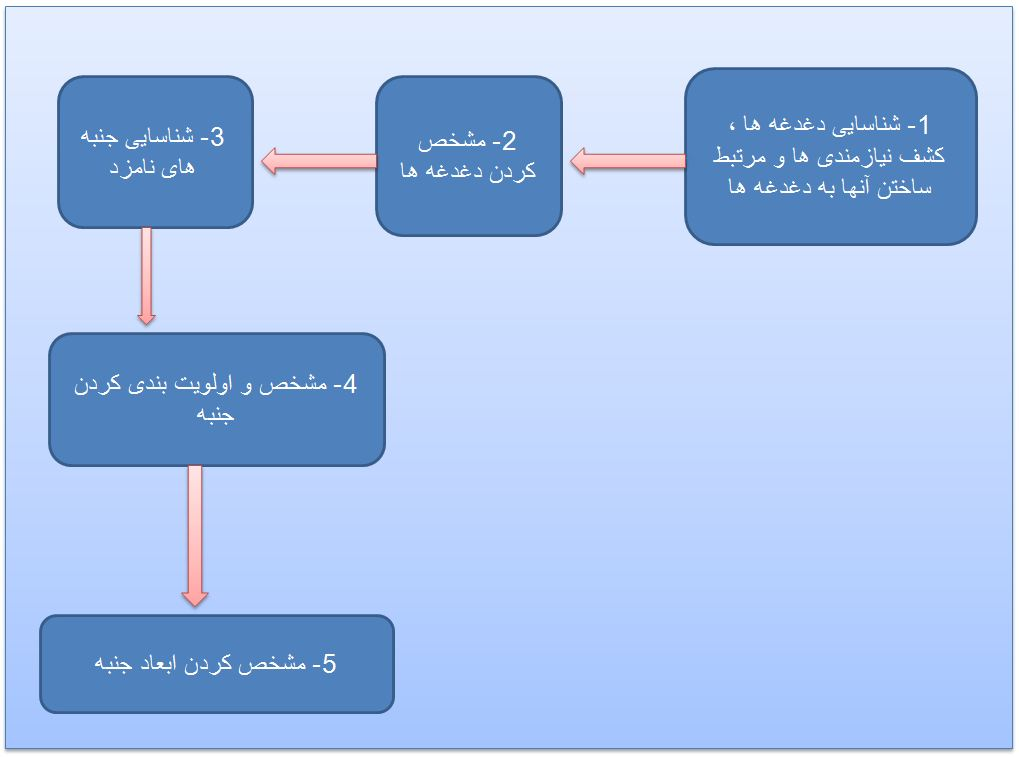 1- شناسایی دغدغه ها ،
کشف نیازمندی ها و مرتبط
ساختن آنها به دغدغه ها
2- مشخص
کردن دغدغه ها
3- شناسایی جنبه
های نامزد
4- مشخص و اولویت بندی کردن
جنبه
5- مشخص کردن ابعاد جنبه